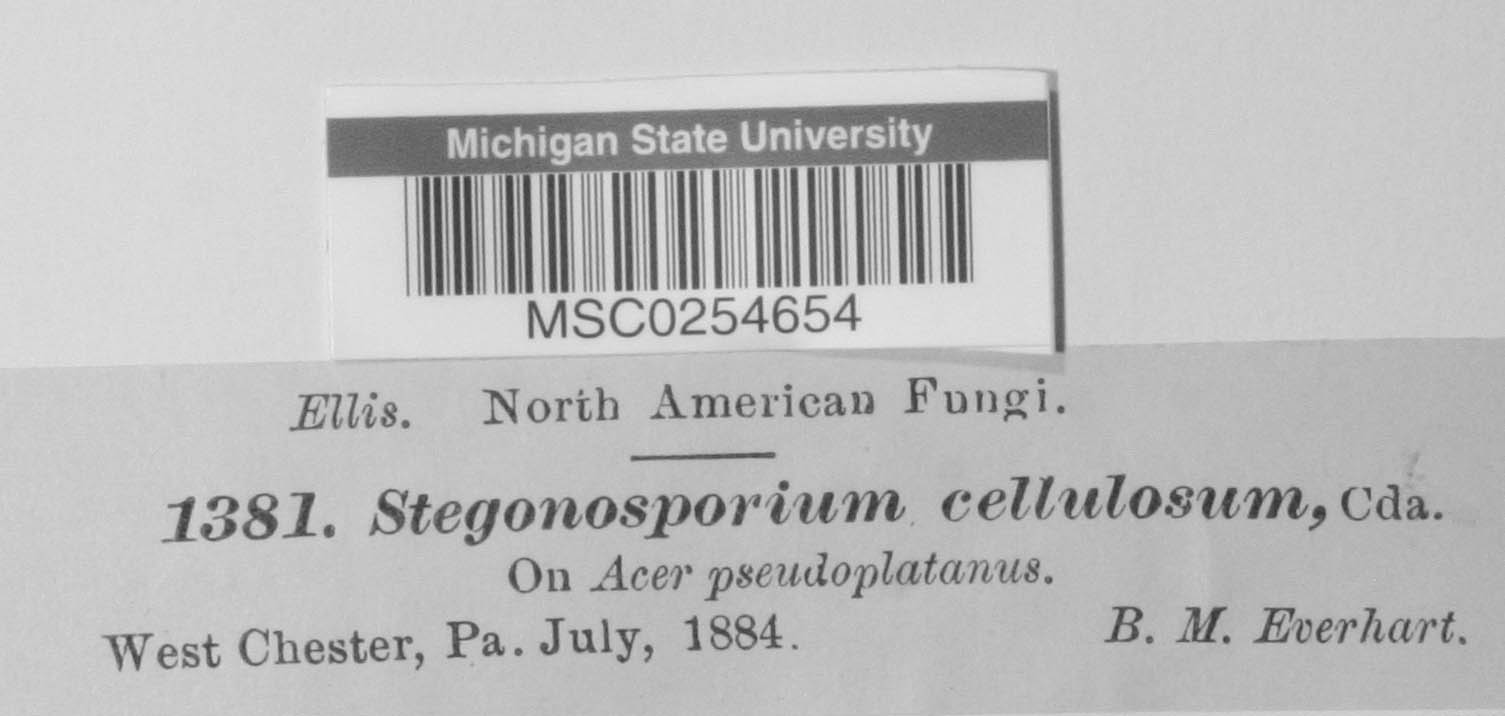 Michigan State University
MSC0254654
Ellis. North American Fungi.
1381. Stegonosporium cellulosum, Cda.
On Acer pseudoplatanus.
West Chester, Pa. July, 1884. B. M. Everhart.